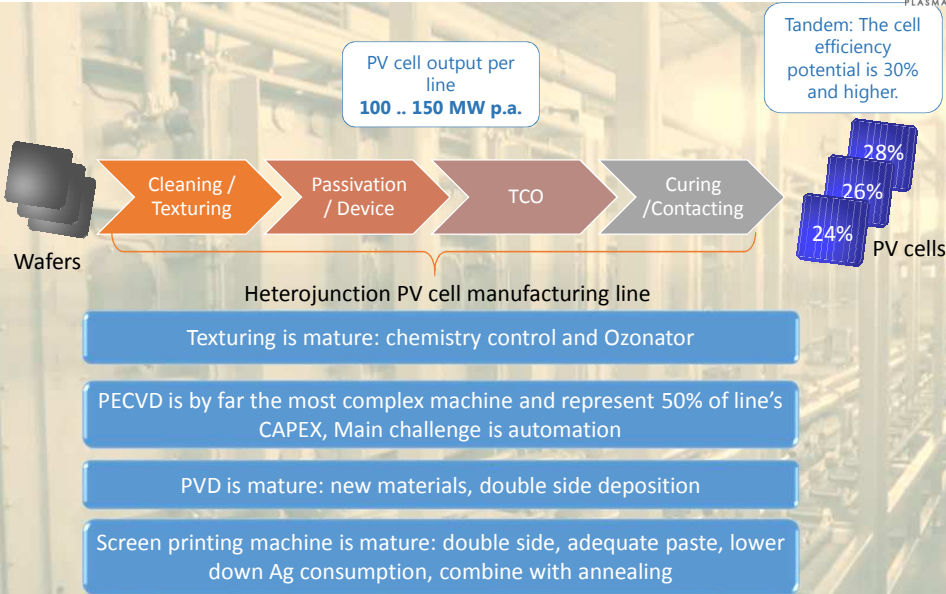 PLASMA
Tandem: The cell
efficiency
potential is 30%
and higher.
PV cell output per
line
100 .. 150 MW p.a.
28%
26%
24%
Cleaning /
Texturing
Passivation
/ Device
TCO
Curing
/Contacting
Wafers
PV cells
Heterojunction PV cell manufacturing line
Texturing is mature: chemistry control and Ozonator
PECVD is by far the most complex machine and represent 50% of line’s
CAPEX, Main challenge is automation
PVD is mature: new materials, double side deposition
Screen printing machine is mature: double side, adequate paste, lower
down Ag consumption, combine with annealing